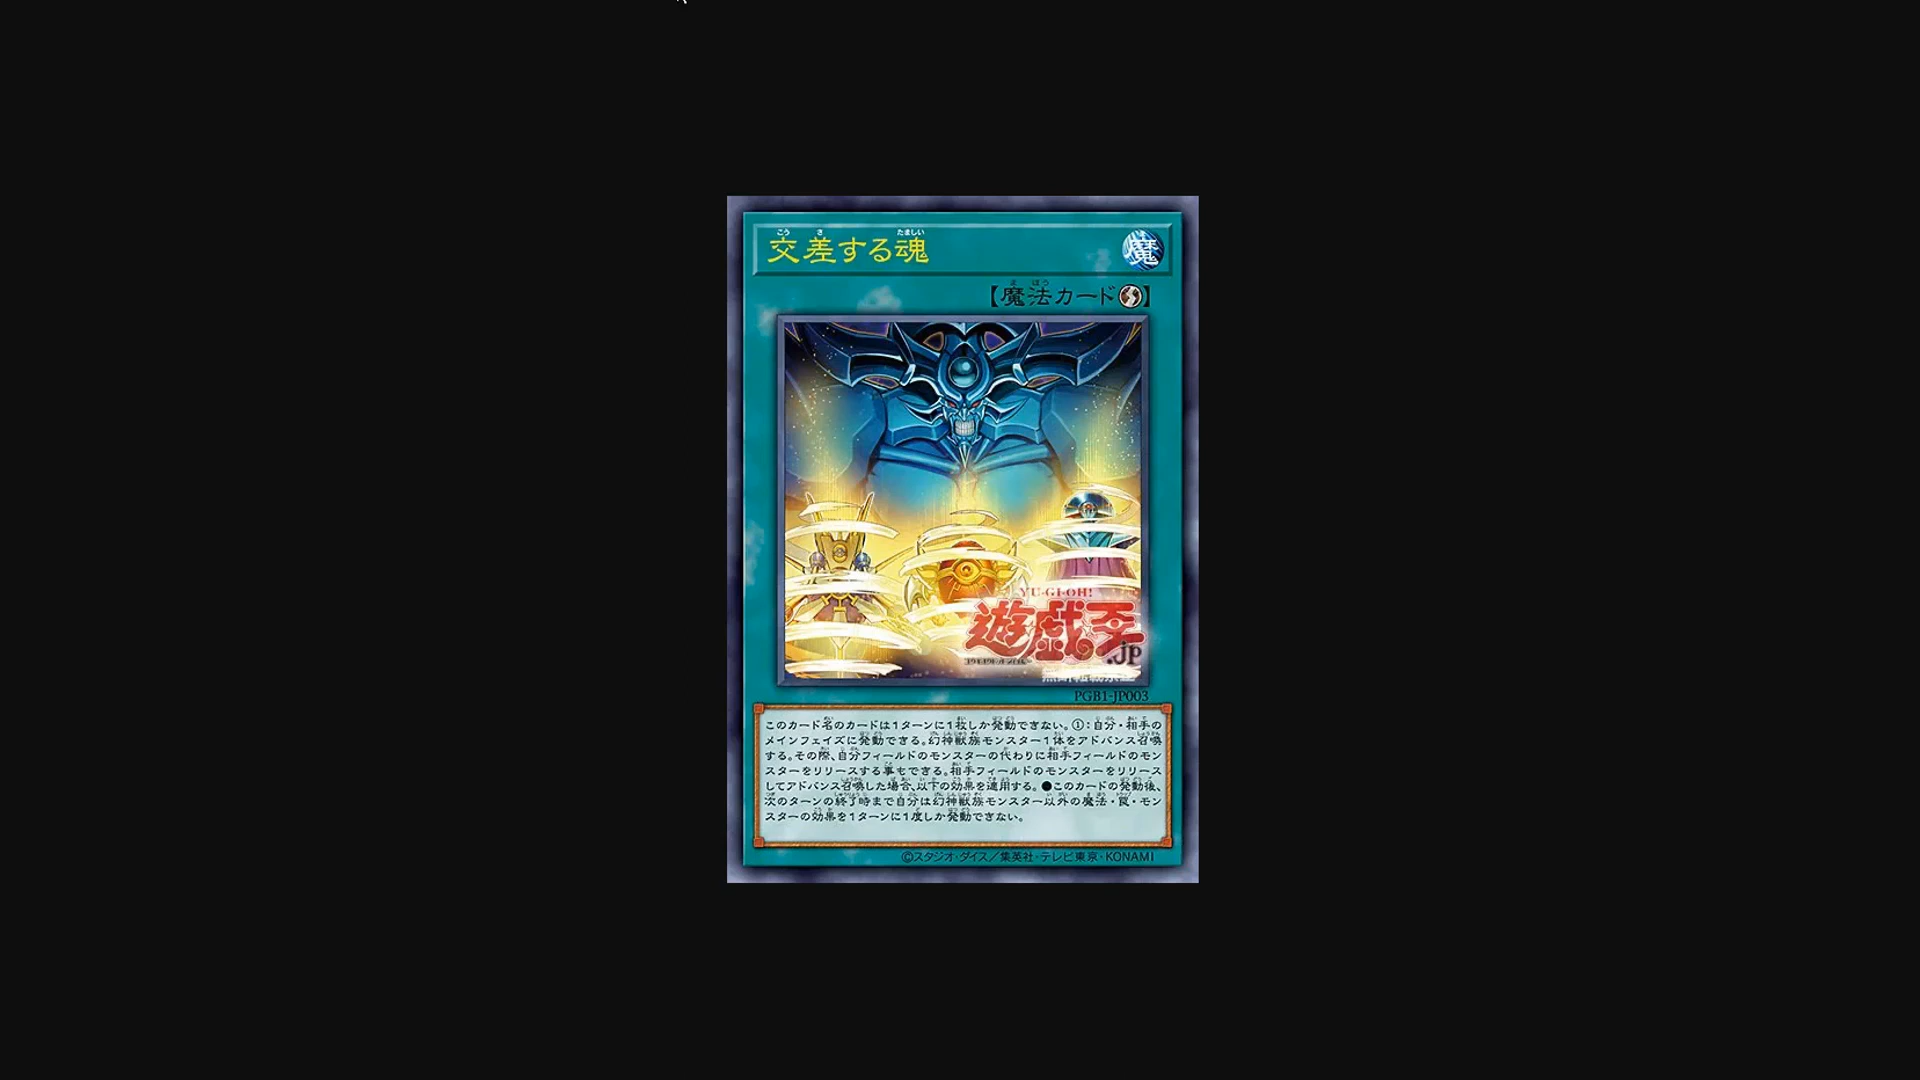 交差する魂
【魔法カード】
YU-GI-OH!
遊戯王
.jp
PGB1-JP003
このカード名のカードは1ターンに1枚しか発動できない。①:自分・相手の
メインフェイズに発動できる。幻神獣族モンスター1体をアドバンス召喚
する。その際、自分フィールドのモンスターの代わりに相手フィールドのモン
スターをリリースする事もできる。相手フィールドのモンスターをリリース
してアドバンス召喚した場合、以下の効果を適用する。●このカードの発動後、
次のターンの終了時まで自分は幻神獣族モンスター以外の魔法・罠・モン
スターの効果を1ターンに1度しか発動できない。
©スタジオ・ダイス/集英社・テレビ東京・KONAMI